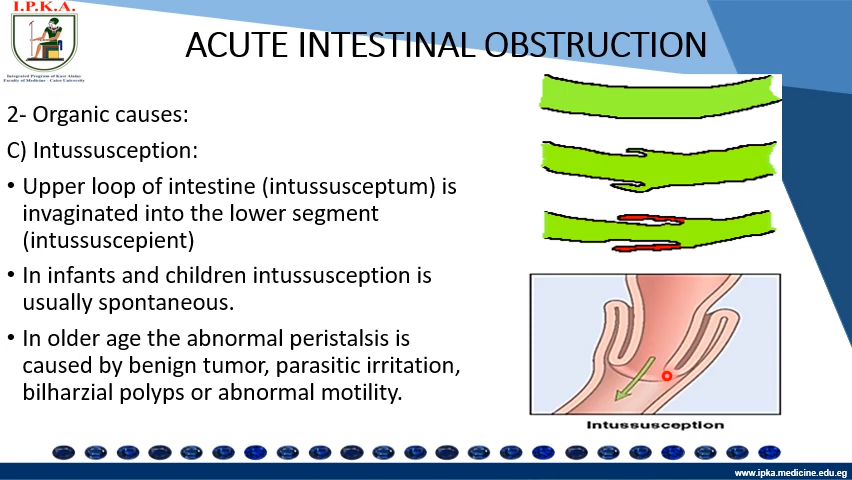 I.P.K.A.
Integrated Program of Kasr Alainy
Faculty of Medicine - Cairo University
ACUTE INTESTINAL OBSTRUCTION
2- Organic causes:
C) Intussusception:
• Upper loop of intestine (intussusceptum) is
invaginated into the lower segment
(intussuscepient)
• In infants and children intussusception is
usually spontaneous.
• In older age the abnormal peristalsis is
caused by benign tumor, parasitic irritation,
bilharzial polyps or abnormal motility.
Intussusception
www.ipka.medicine.edu.eg